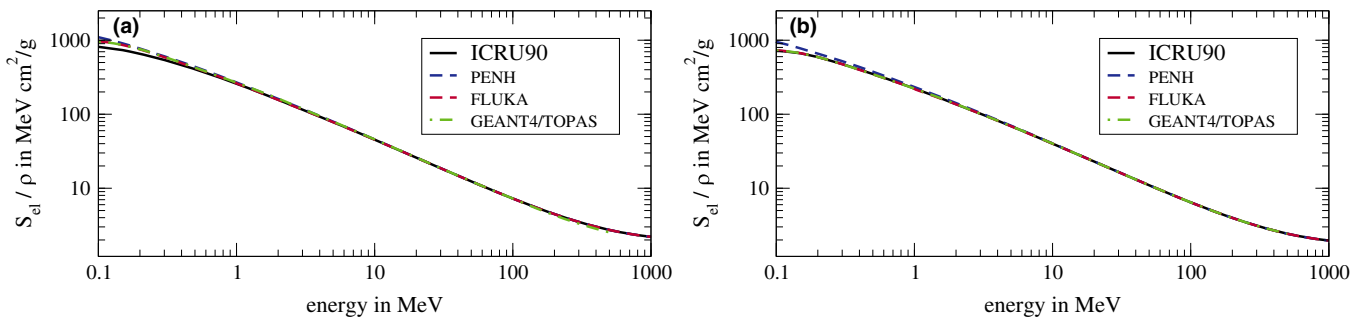 (a)
S_el / ρ in MeV cm²/g
1000
100
10
ICRU90
PENH
FLUKA
GEANT4/TOPAS
0.1 1 10 100 1000
energy in MeV
(b)
S_el / ρ in MeV cm²/g
1000
100
10
ICRU90
PENH
FLUKA
GEANT4/TOPAS
0.1 1 10 100 1000
energy in MeV